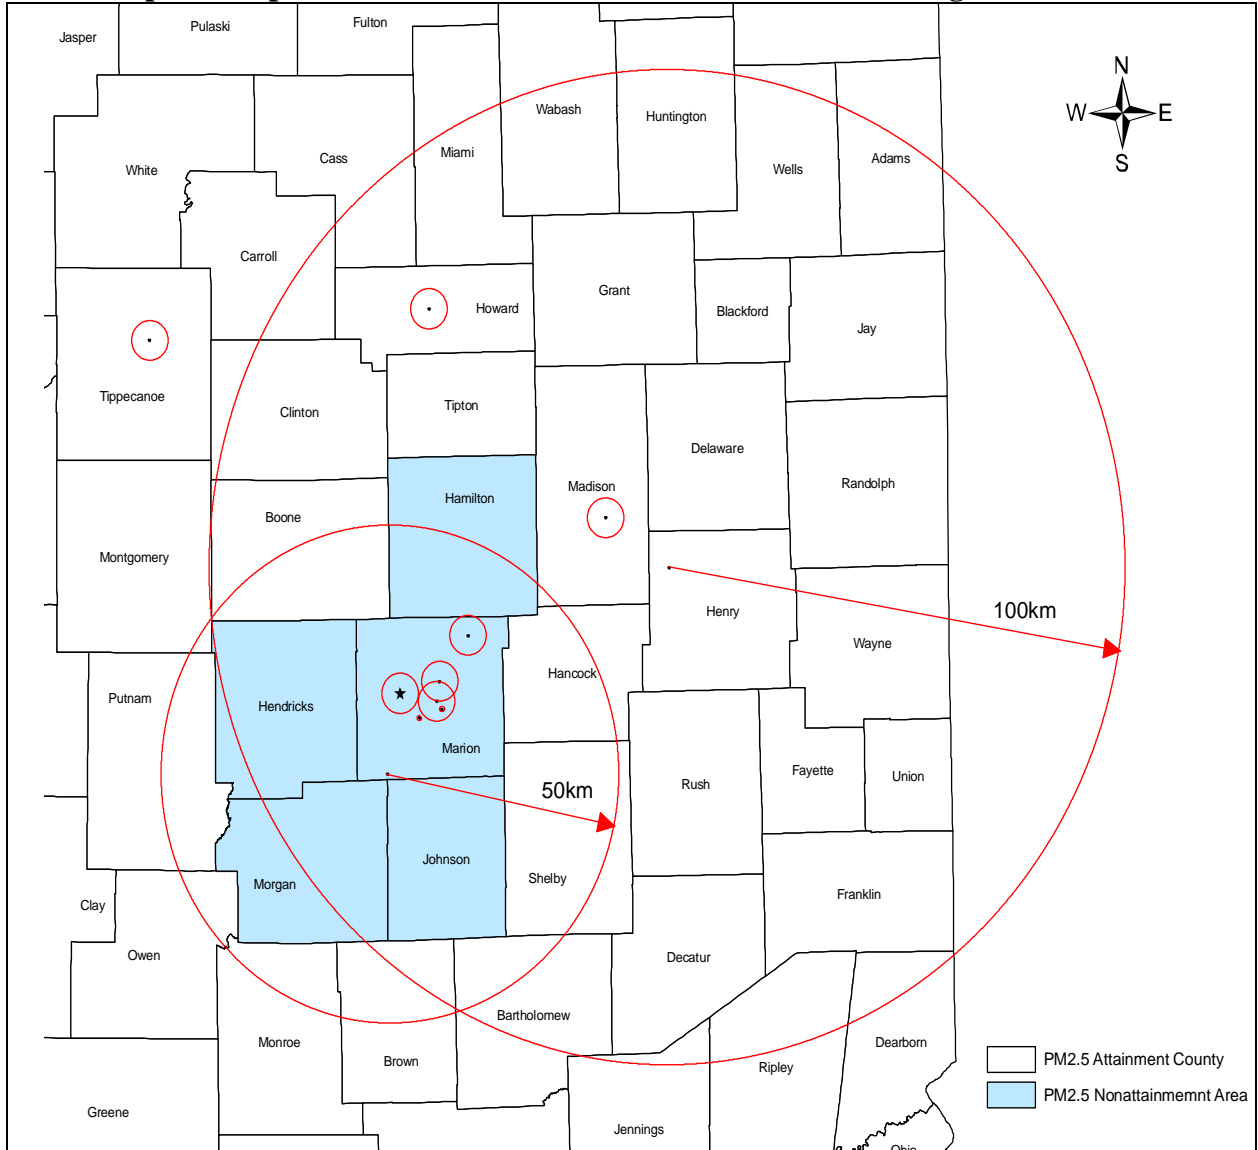 Fulton
Pulaski
Jasper
N
Wabash
Huntington
W
E
Miami
Cass
Adams
S
White
Wells
Carroll
Grant
Howard
Blackford
Jay
Tippecanoe
Tipton
Clinton
Delaware
Randolph
Madison
Hamilton
Boone
Montgomery
100km
Henry
Wayne
Hancock
Putnam
Hendricks
Marion
Fayette
Union
Rush
50km
Johnson
Shelby
Morgan
Franklin
Clay
Owen
Decatur
Bartholomew
Monroe
Dearborn
PM2.5 Attainment County
Brown
Ripley
PM2.5 Nonattainmemnt Area
Greene
Jennings
Ohio